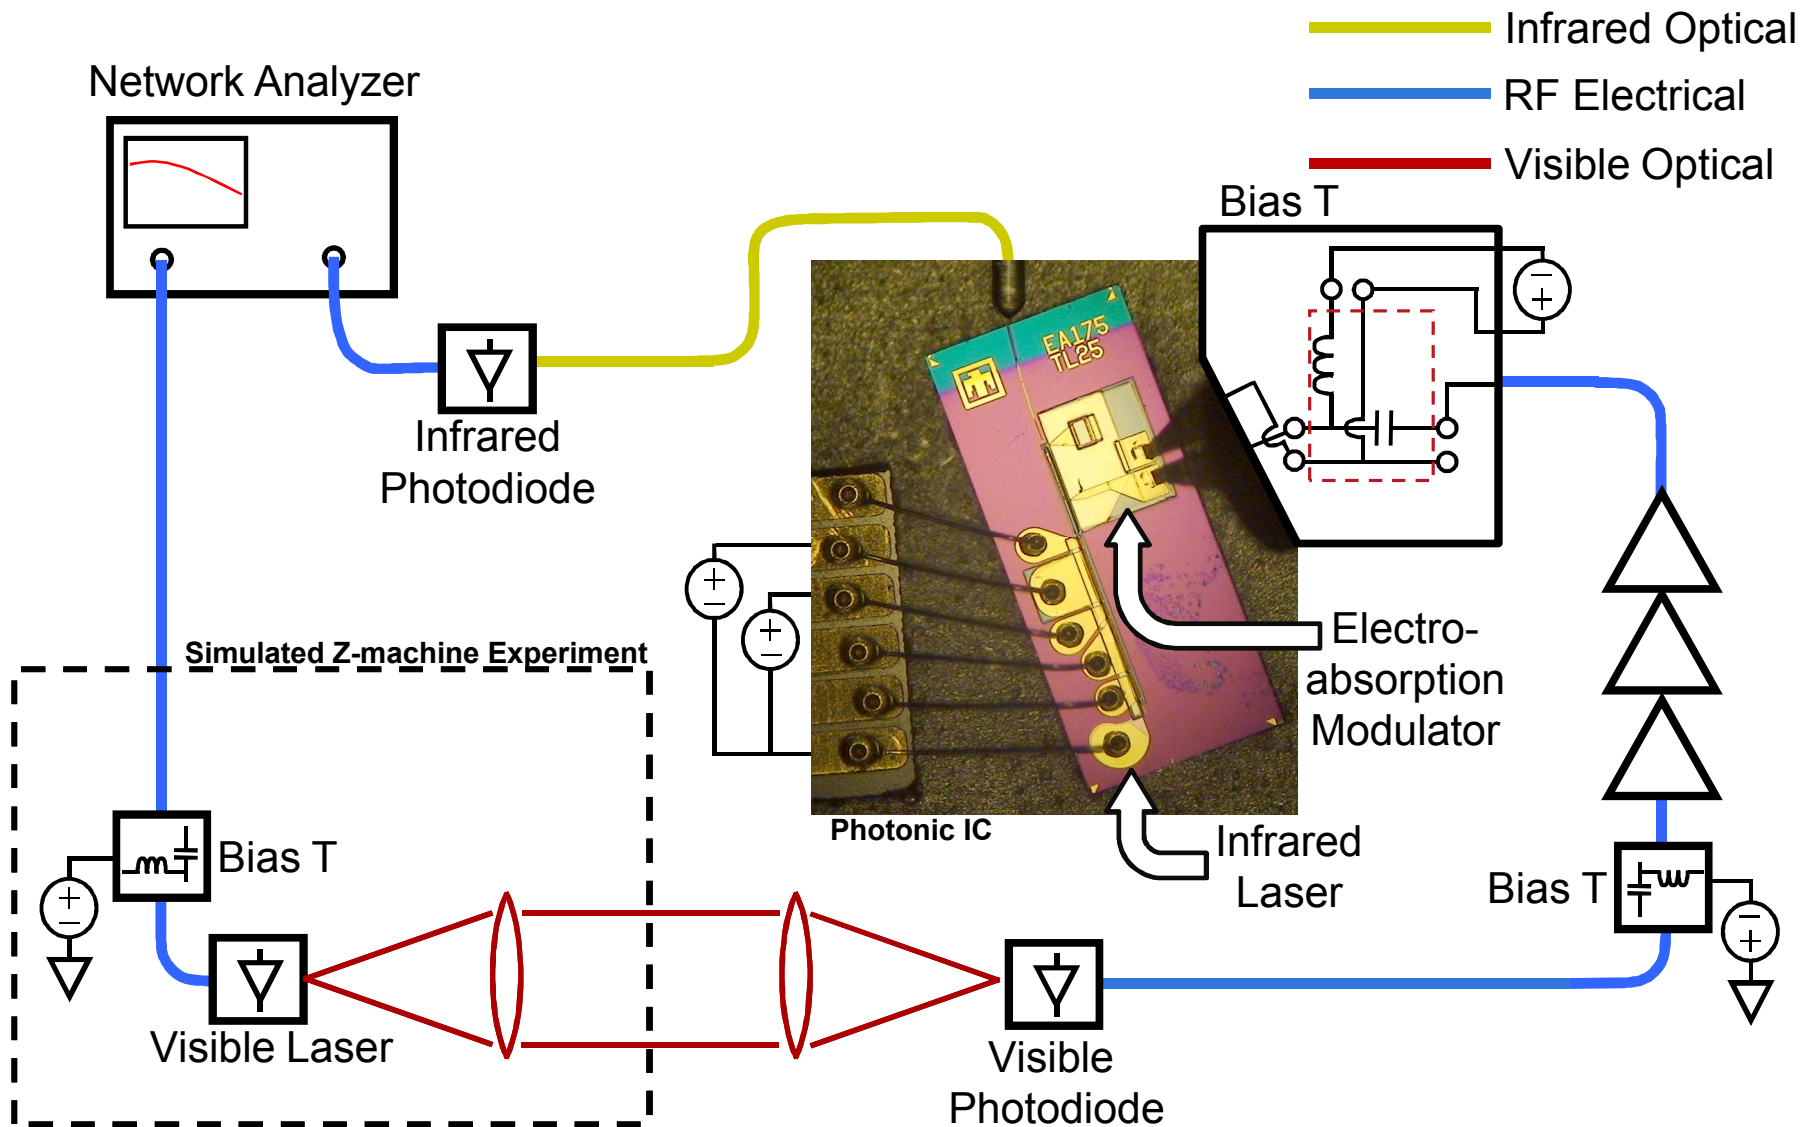 Infrared Optical
RF Electrical
Visible Optical
Network Analyzer
Bias T
EA175
TL25
Infrared
Photodiode
Simulated Z-machine Experiment
Electro-
absorption
Modulator
Photonic IC
Infrared
Laser
Bias T
Bias T
Visible Laser
Visible
Photodiode